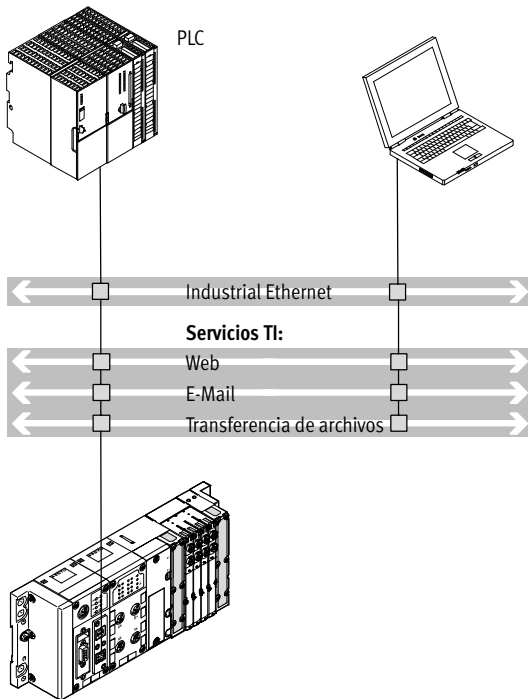 PLC
Industrial Ethernet
Servicios TI:
Web
E-Mail
Transferencia de archivos